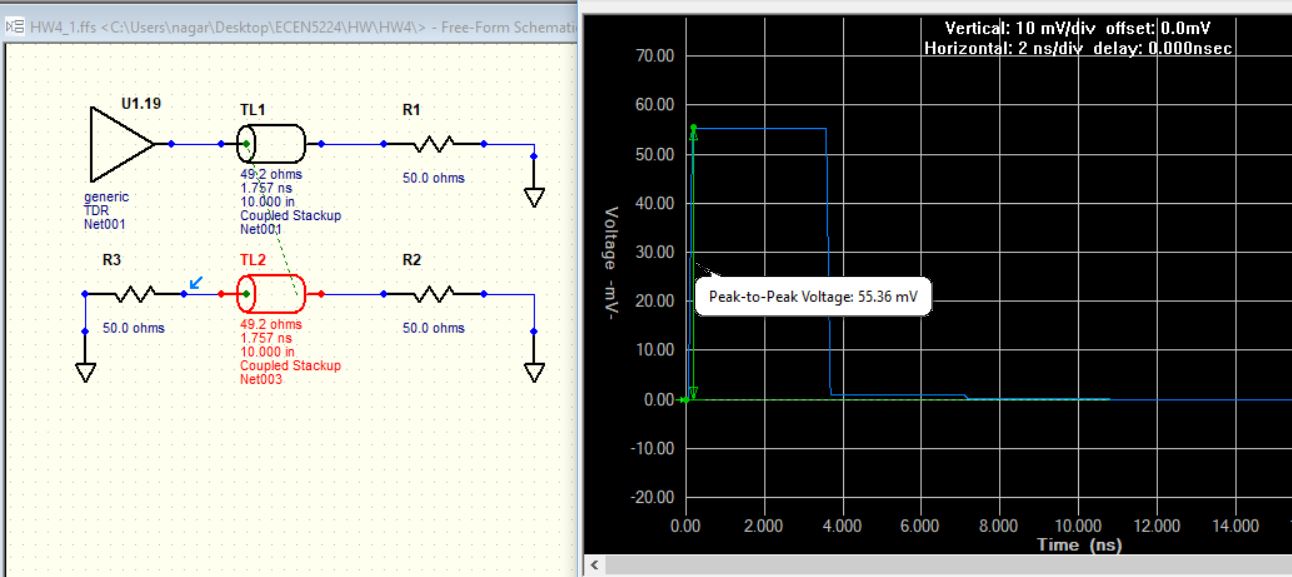 HW4_1.ffs <C:\Users\nagar\Desktop\ECEN5224\HW\HW4\> - Free-Form Schemati
U1.19
generic
TDR
Net001
TL1
49.2 ohms
1.757 ns
10.000 in
Coupled Stackup
Net001
R1
50.0 ohms
R3
50.0 ohms
TL2
49.2 ohms
1.757 ns
10.000 in
Coupled Stackup
Net003
R2
50.0 ohms
Vertical: 10 mV/div offset: 0.0mV
Horizontal: 2 ns/div delay: 0.000nsec
70.00
60.00
50.00
40.00
30.00
20.00
10.00
0.00
-10.00
-20.00
Voltage -mV-
Peak-to-Peak Voltage: 55.36 mV
0.00 2.000 4.000 6.000 8.000 10.000 12.000 14.000
Time (ns)